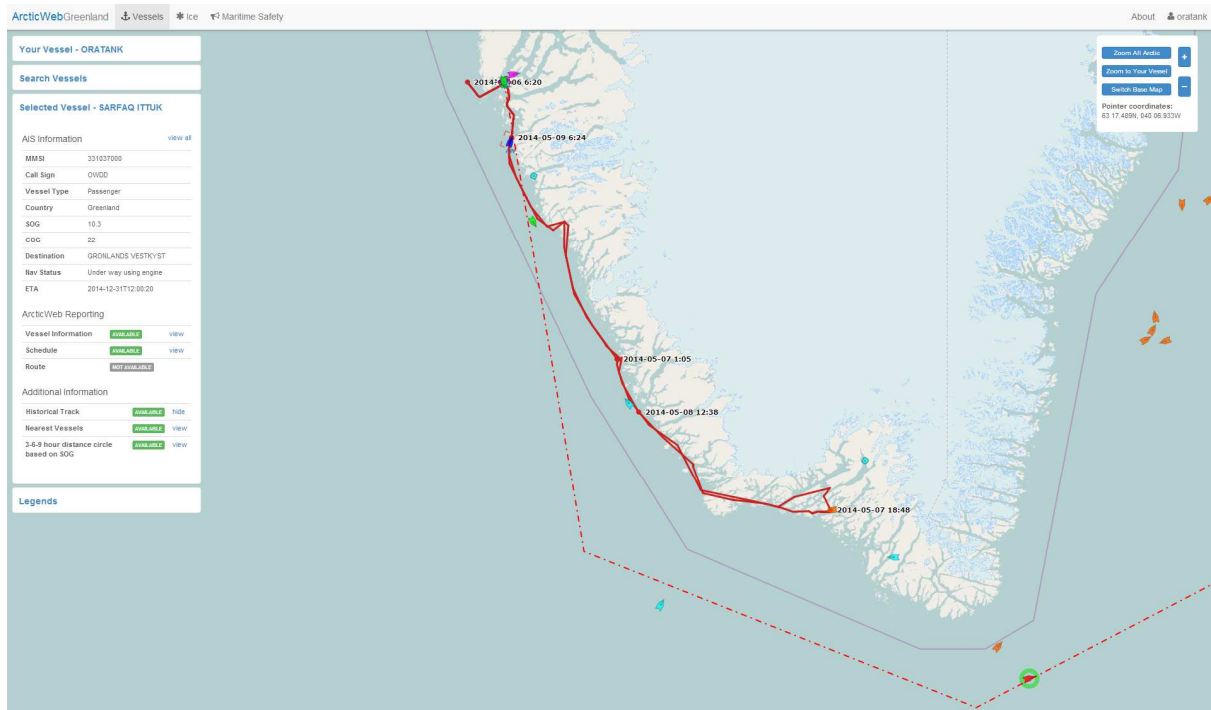 ArcticWebGreenland Vessels Ice Maritime Safety About oratank
Your Vessel - ORATANK
Search Vessels
Selected Vessel - SARFAQ ITTUK
AIS Information view all
MMSI 331037000
Call Sign OWDD
Vessel Type Passenger
Country Greenland
SOG 10.3
COG 22
Destination GRONLANDS VESTKYST
Nav Status Under way using engine
ETA 2014-12-31T12:00:20
ArcticWeb Reporting
Vessel Information AVAILABLE view
Schedule AVAILABLE view
Route NOT AVAILABLE
Additional Information
Historical Track AVAILABLE hide
Nearest Vessels AVAILABLE view
3-6-9 hour distance circle AVAILABLE view
based on SOG
Legends
6:20
2014-05-09 6:24
2014-05-07 1:05
2014-05-08 12:38
2014-05-07 18:48
Zoom All Arctic +
Zoom to Your Vessel
Switch Base Map −
Pointer coordinates:
63 17.489N, 040 06.933W